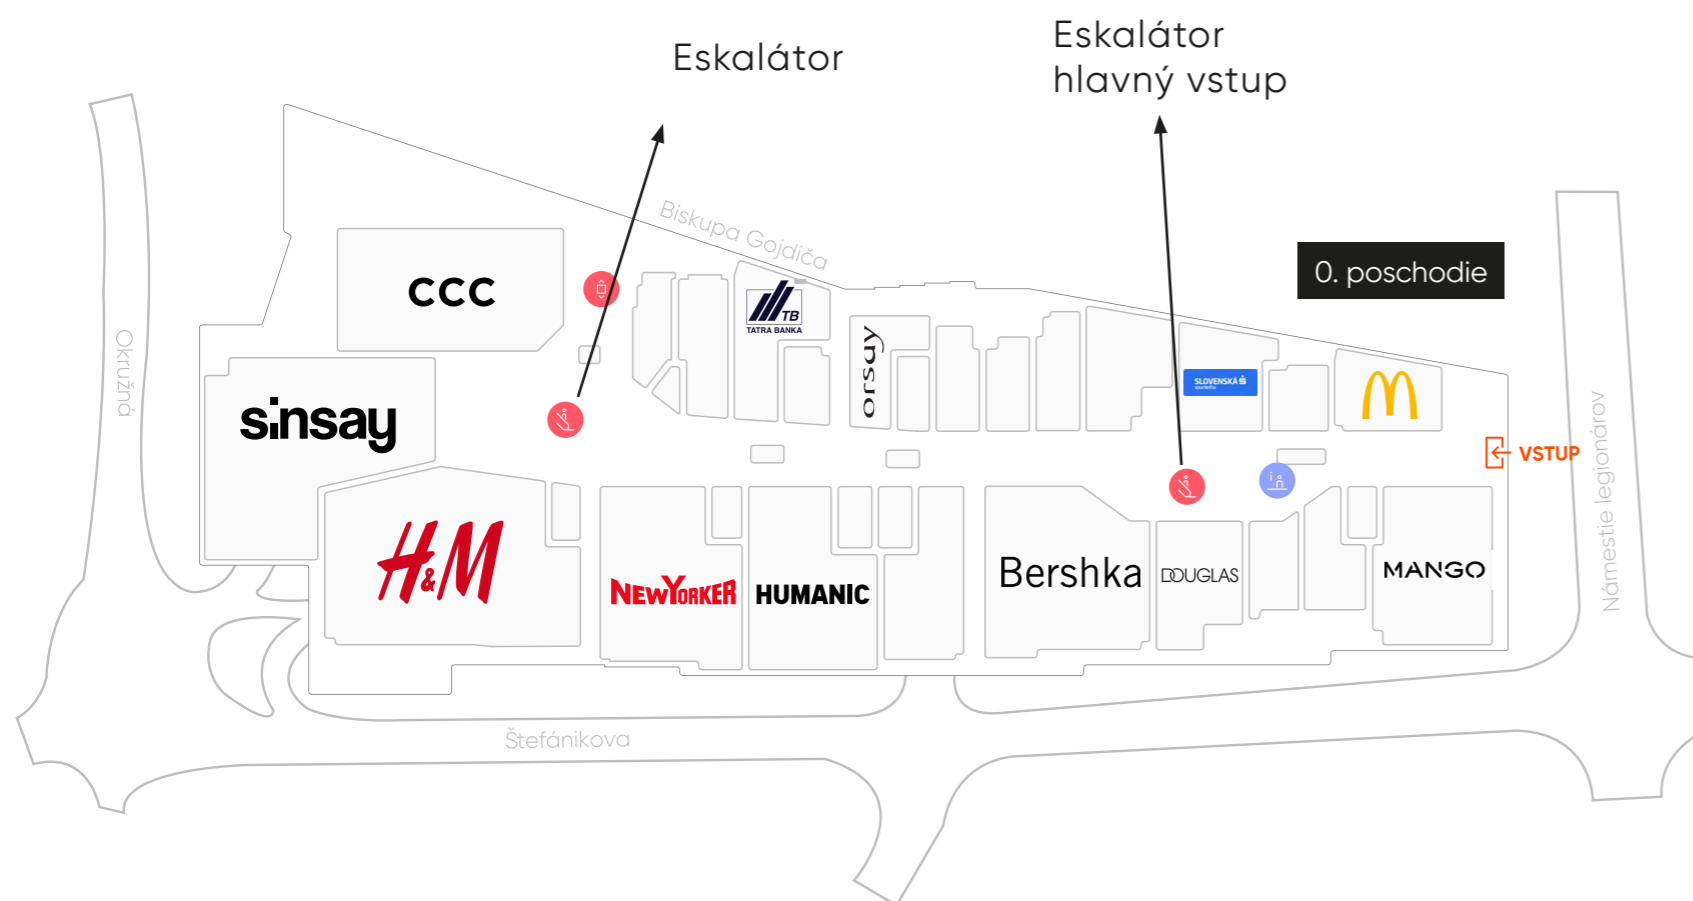 Eskalátor
Eskalátor
hlavný vstup
Biskupa Gojdiča
0. poschodie
CCC
TB
TATRA BANKA
orsay
SLOVENSKÁ
sporiteľňa
Okružná
sinsay
VSTUP
Námestie legionárov
H&M
NEWYORKER
HUMANIC
Bershka
DOUGLAS
MANGO
Štefánikova